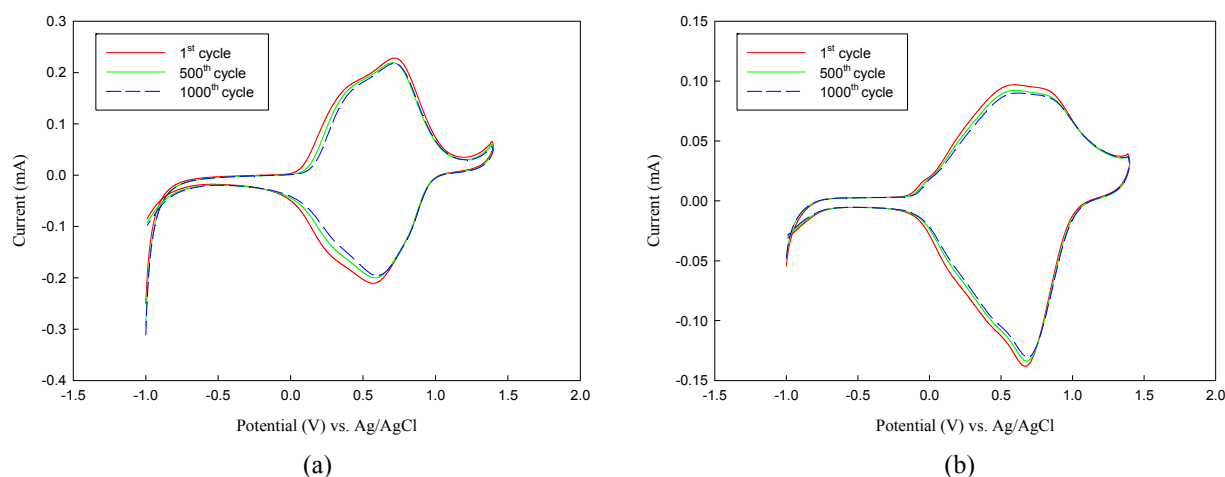 0.3
0.2
0.1
0.0
-0.1
-0.2
-0.3
-0.4
Current (mA)
1st cycle
500th cycle
1000th cycle
-1.5 -1.0 -0.5 0.0 0.5 1.0 1.5 2.0
Potential (V) vs. Ag/AgCl
(a)
0.15
0.10
0.05
0.00
-0.05
-0.10
-0.15
Current (mA)
1st cycle
500th cycle
1000th cycle
-1.5 -1.0 -0.5 0.0 0.5 1.0 1.5 2.0
Potential (V) vs. Ag/AgCl
(b)